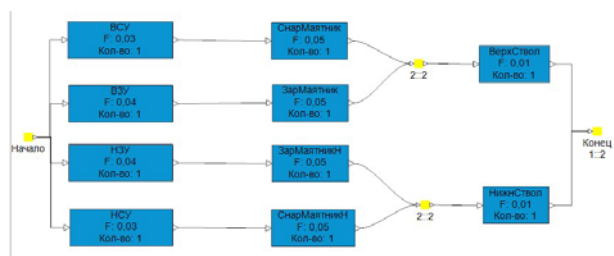 ВСУ
F: 0,03
Кол-во: 1
СнарМаятник
F: 0,05
Кол-во: 1
ВерхСтвол
F: 0,01
Кол-во: 1
2::2
ВЗУ
F: 0,04
Кол-во: 1
ЗарМаятник
F: 0,05
Кол-во: 1
Начало
Конец
1::2
НЗУ
F: 0,04
Кол-во: 1
ЗарМаятникН
F: 0,05
Кол-во: 1
НижнСтвол
F: 0,01
Кол-во: 1
2::2
НСУ
F: 0,03
Кол-во: 1
СнарМаятникН
F: 0,05
Кол-во: 1